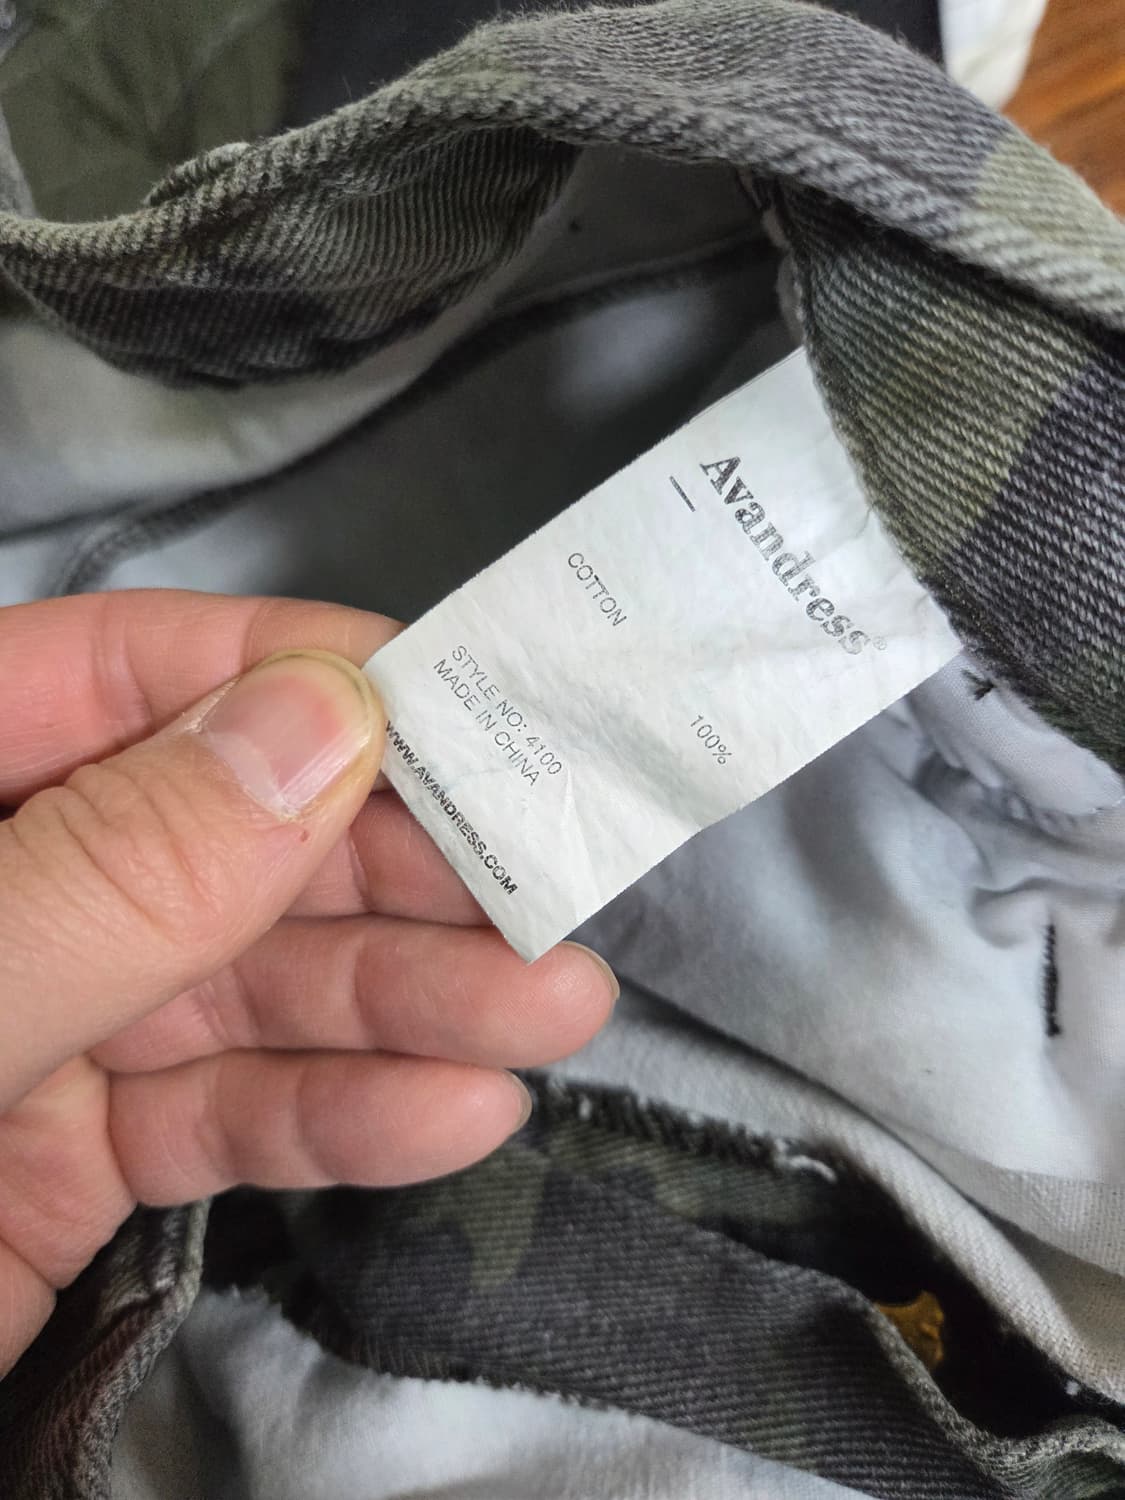 Avandress®
COTTON 100%
STYLE NO: 4100
MADE IN CHINA
WWW.AVANDRESS.COM